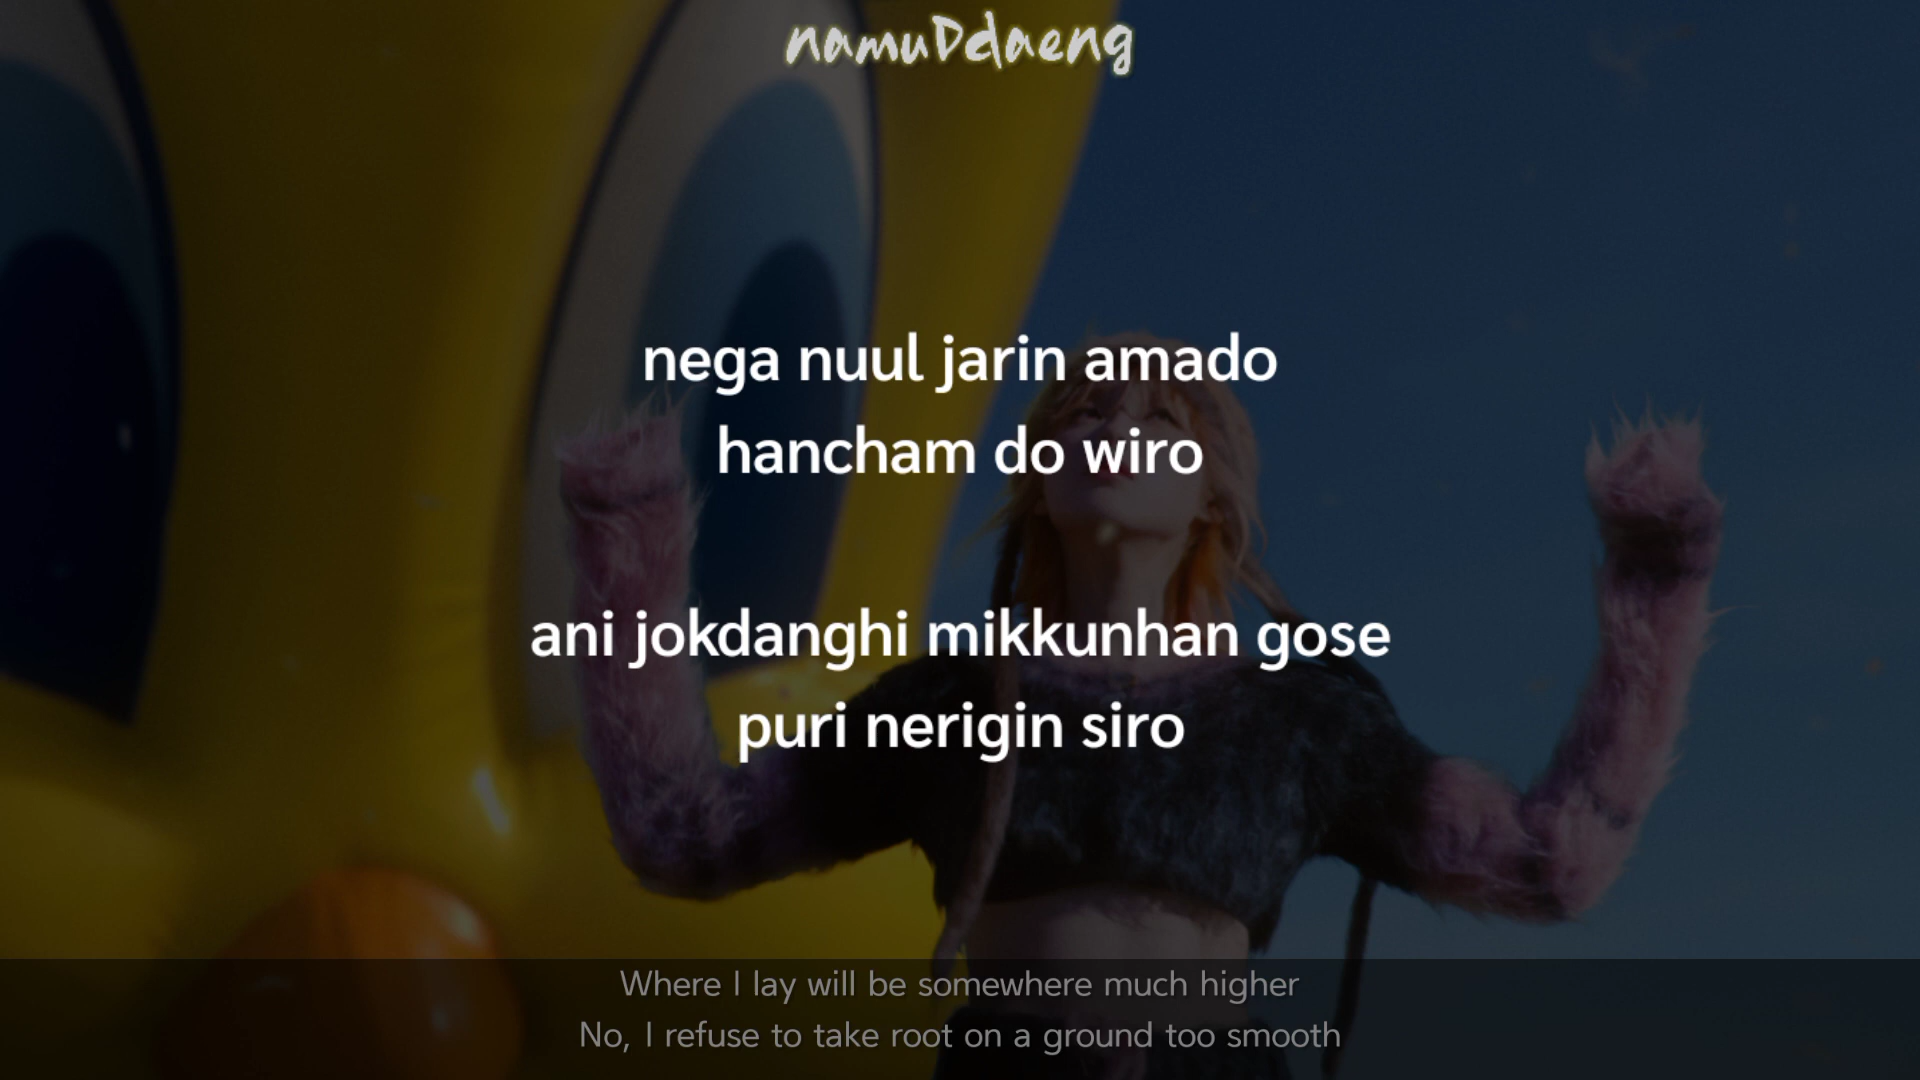 namuDdaeng
nega nuul jarin amado
hancham do wiro
ani jokdanghi mikkunhan gose
puri nerigin siro
Where I lay will be somewhere much higher
No, I refuse to take root on a ground too smooth